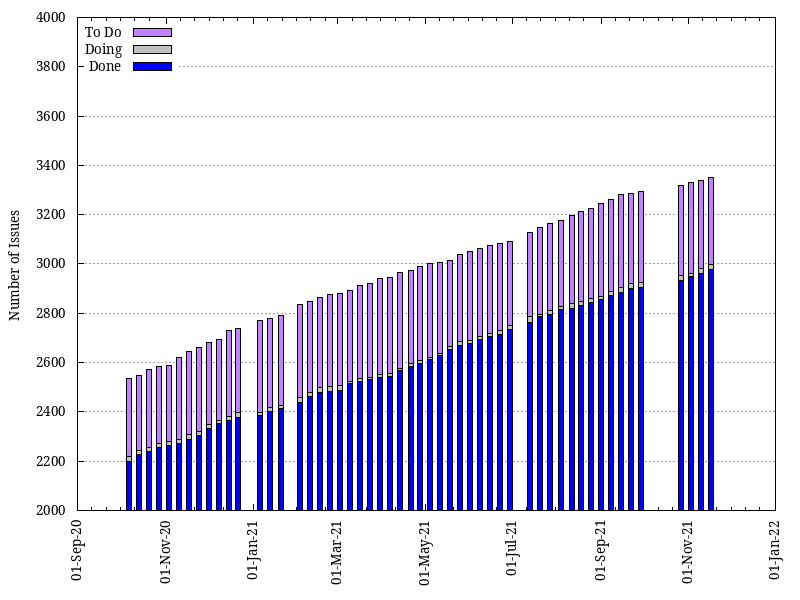 4000
3800
3600
3400
3200
3000
2800
2600
2400
2200
2000
Number of Issues
To Do
Doing
Done
01-Sep-20
01-Nov-20
01-Jan-21
01-Mar-21
01-May-21
01-Jul-21
01-Sep-21
01-Nov-21
01-Jan-22